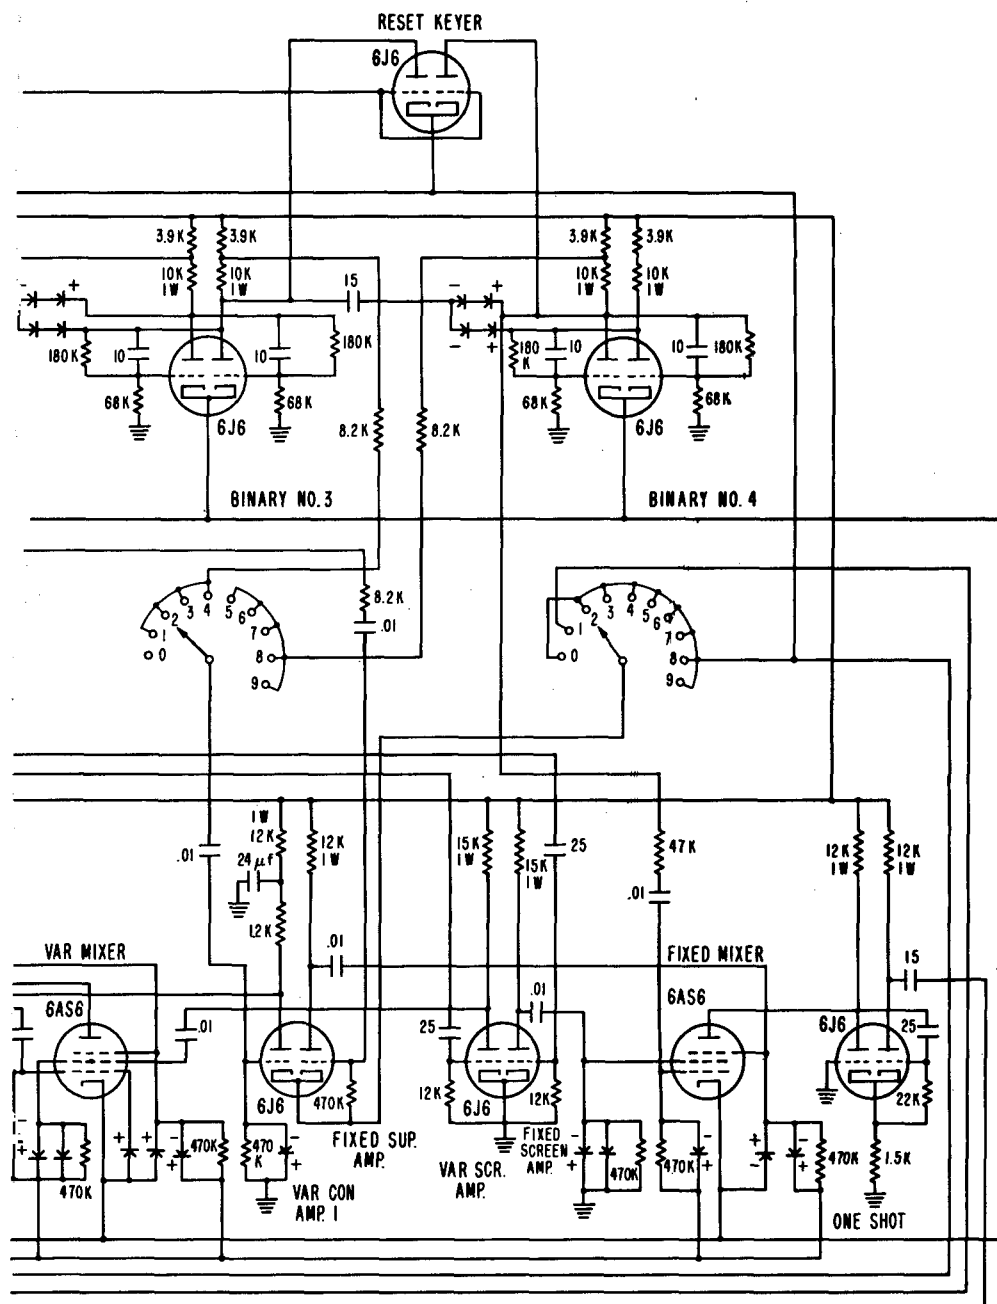 RESET KEYER
6J6
3.9K 3.9K 3.9K 3.9K
10K 1W 10K 1W 15 10K 1W 10K 1W
- + - +
- +
180K 10 10 180K 180 K 10 10 180K
68K 68K 68K 68K
6J6 8.2K 8.2K 6J6
BINARY NO. 3 BINARY NO. 4
8.2K
.01
0 1 2 3 4 5 6 7 8 9
0 1 2 3 4 5 6 7 8 9
1W
12K 12K 1W 15K 1W 15K 1W 25 47K 12K 1W 12K 1W
.01 24 μf
.01
1.2K
VAR MIXER .01 FIXED MIXER 15
6AS6 .01 .01 6AS6
25 6J6 6J6 25
6J6 470K 12K 6J6 12K 22K
FIXED SUP. AMP.
FIXED SCREEN AMP.
VAR SCR. AMP.
- + + + - + 470K 470 K - + - + 470K 470K - + + - - + 470K 1.5K
470K
VAR CON AMP. 1
ONE SHOT